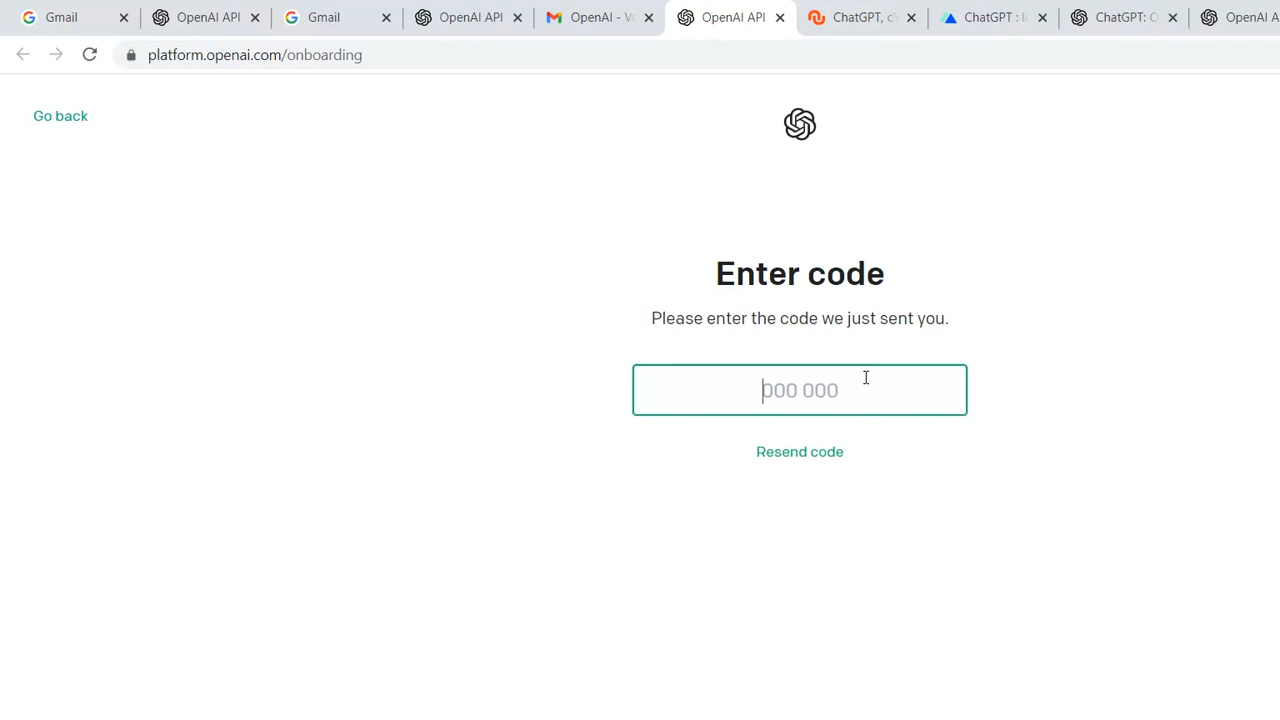 Gmail OpenAI API Gmail OpenAI API OpenAI - OpenAI API ChatGPT, ChatGPT : ChatGPT: OpenAI
platform.openai.com/onboarding
Go back
Enter code
Please enter the code we just sent you.
000 000
Resend code